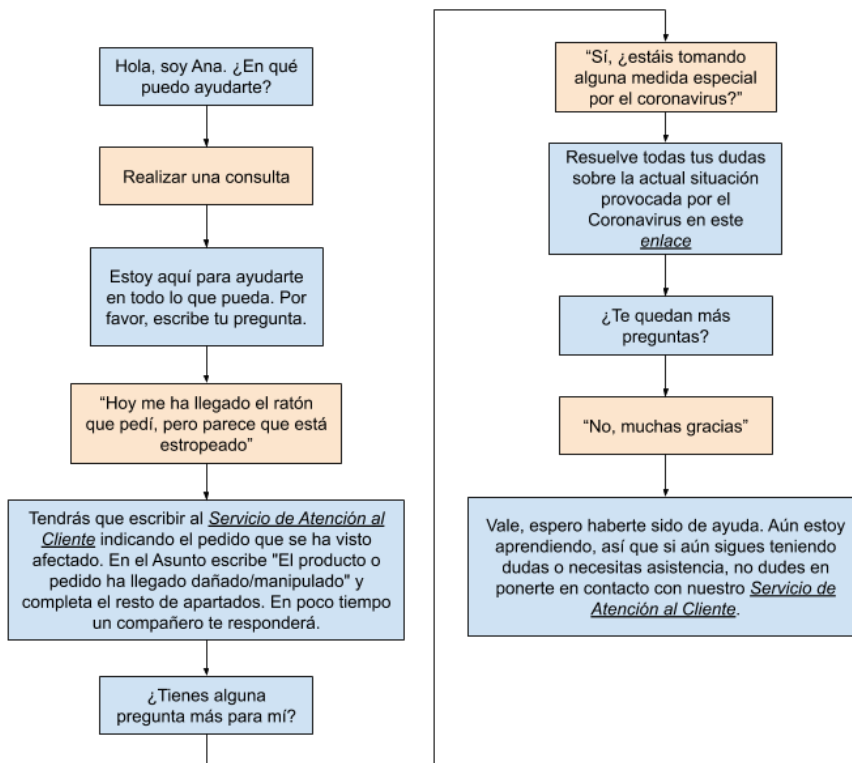 Hola, soy Ana. ¿En qué
puedo ayudarte?
Realizar una consulta
Estoy aquí para ayudarte
en todo lo que pueda. Por
favor, escribe tu pregunta.
“Hoy me ha llegado el ratón
que pedí, pero parece que está
estropeado”
Tendrás que escribir al Servicio de Atención al
Cliente indicando el pedido que se ha visto
afectado. En el Asunto escribe "El producto o
pedido ha llegado dañado/manipulado" y
completa el resto de apartados. En poco tiempo
un compañero te responderá.
¿Tienes alguna
pregunta más para mí?
“Sí, ¿estáis tomando
alguna medida especial
por el coronavirus?”
Resuelve todas tus dudas
sobre la actual situación
provocada por el
Coronavirus en este
enlace
¿Te quedan más
preguntas?
“No, muchas gracias”
Vale, espero haberte sido de ayuda. Aún estoy
aprendiendo, así que si aún sigues teniendo
dudas o necesitas asistencia, no dudes en
ponerte en contacto con nuestro Servicio de
Atención al Cliente.